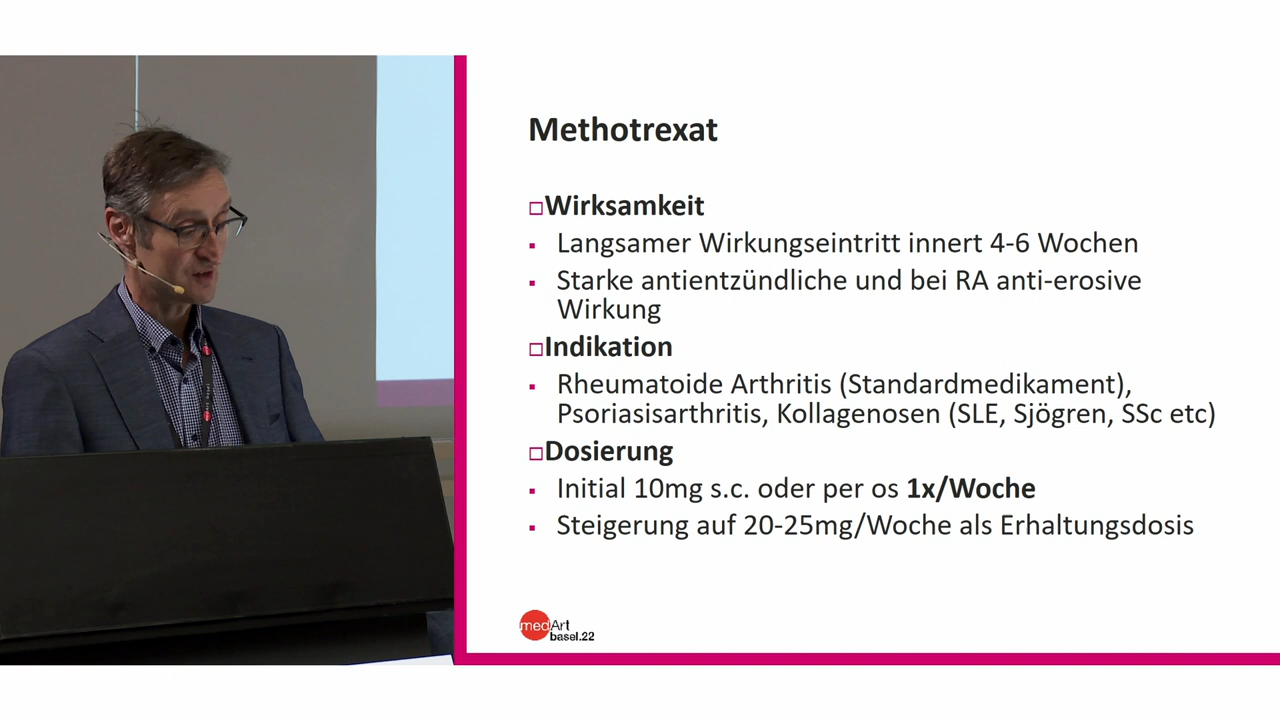 Methotrexat
□Wirksamkeit
▪ Langsamer Wirkungseintritt innert 4-6 Wochen
▪ Starke antientzündliche und bei RA anti-erosive
Wirkung
□Indikation
▪ Rheumatoide Arthritis (Standardmedikament),
Psoriasisarthritis, Kollagenosen (SLE, Sjögren, SSc etc)
□Dosierung
▪ Initial 10mg s.c. oder per os 1x/Woche
▪ Steigerung auf 20-25mg/Woche als Erhaltungsdosis
medArt
basel.22